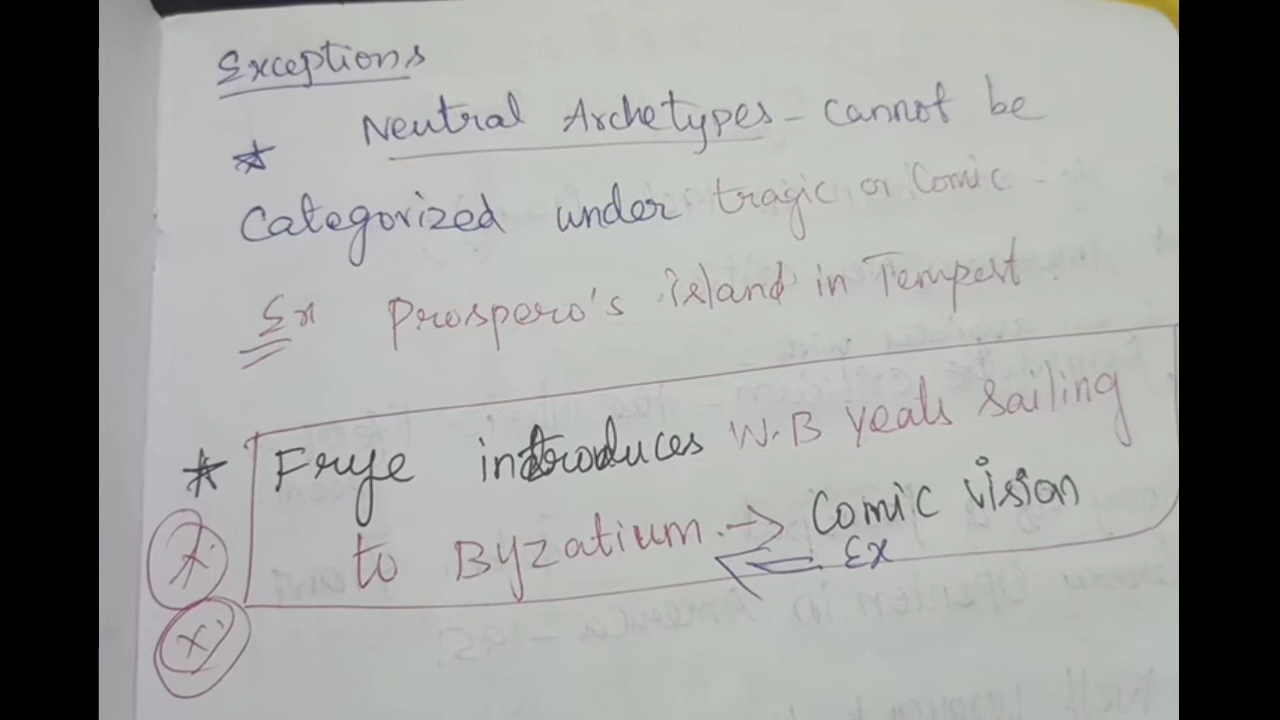 Exceptions
* Neutral Archetypes - cannot be
Categorized under tragic or Comic -
Ex Prospero's island in Tempest.
* Frye introduces W.B Yeats Sailing
to Byzatium. → Comic vision
← Ex